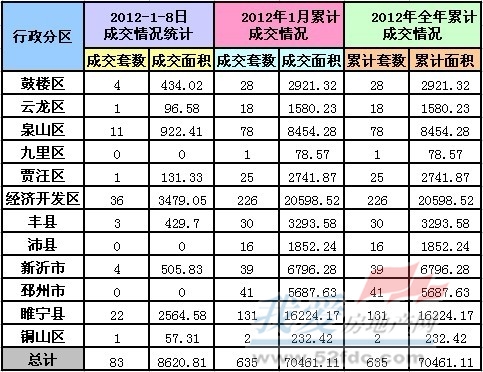 行政分区 2012-1-8日成交情况统计 2012年1月累计成交情况 2012年全年累计成交情况
成交套数 成交面积 成交套数 成交面积 累计套数 累计面积
鼓楼区 4 434.02 28 2921.32 28 2921.32
云龙区 1 96.58 18 1580.23 18 1580.23
泉山区 11 922.41 78 8454.28 78 8454.28
九里区 0 0 1 78.57 1 78.57
贾汪区 1 131.33 25 2741.87 25 2741.87
经济开发区 36 3479.05 226 20598.52 226 20598.52
丰县 3 429.7 30 3293.58 30 3293.58
沛县 0 0 16 1852.24 16 1852.24
新沂市 4 505.83 39 6796.28 39 6796.28
邳州市 0 0 41 5687.63 41 5687.63
睢宁县 22 2564.58 131 16224.17 131 16224.17
铜山区 1 57.31 2 232.42 2 232.42
总计 83 8620.81 635 70461.11 635 70461.11
我爱房地产网
www.52fdc.com